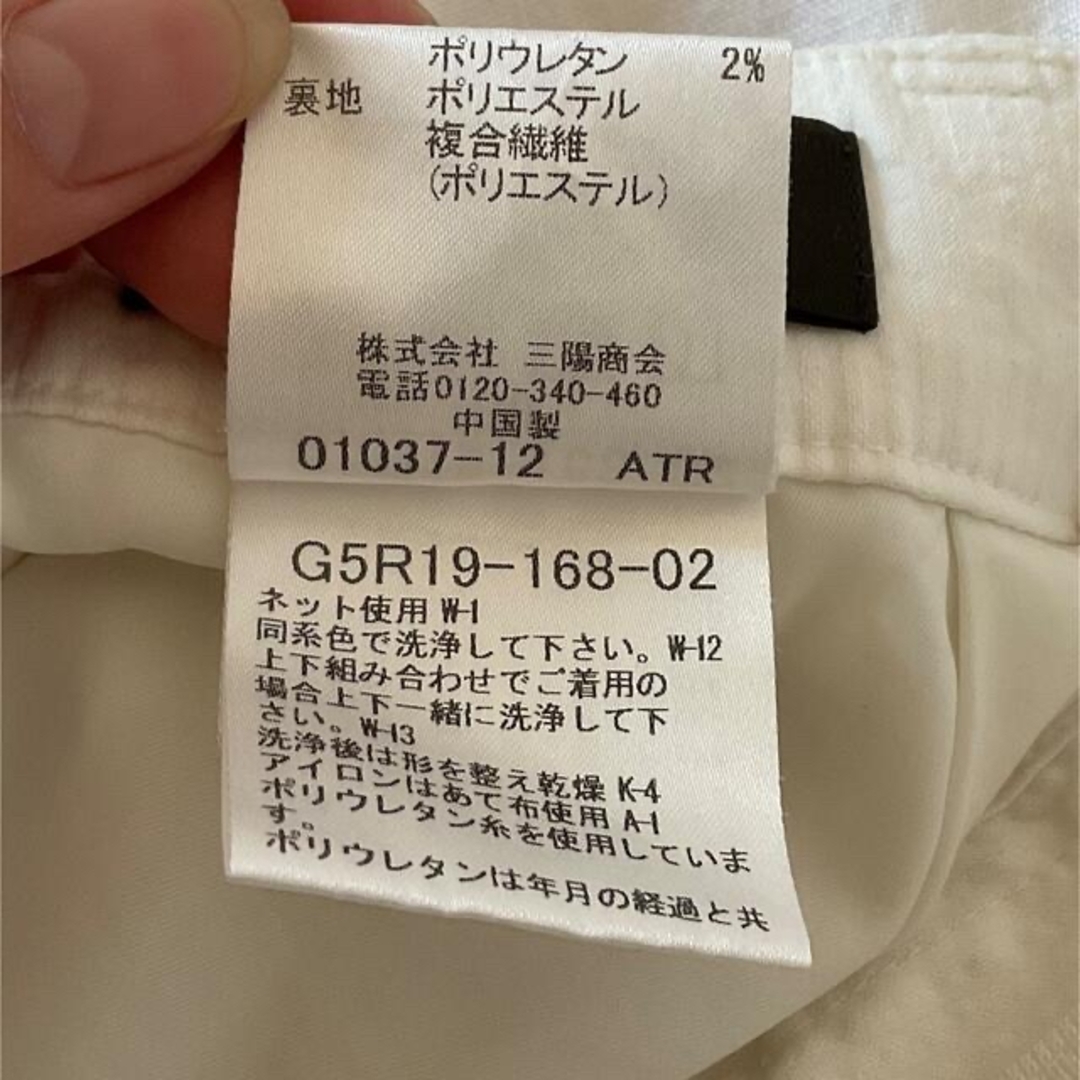 ポリウレタン 2%
裏地 ポリエステル
複合繊維
(ポリエステル)
株式会社 三陽商会
電話0120-340-460
中国製
01037-12 ATR
G5R19-168-02
ネット使用 W-1
同系色で洗浄して下さい。W-12
上下組み合わせでご着用の
場合上下一緒に洗浄して下
さい。W-13
洗浄後は形を整え乾燥 K-4
アイロンはあて布使用 A-1
ポリウレタン糸を使用していま
す。
ポリウレタンは年月の経過と共